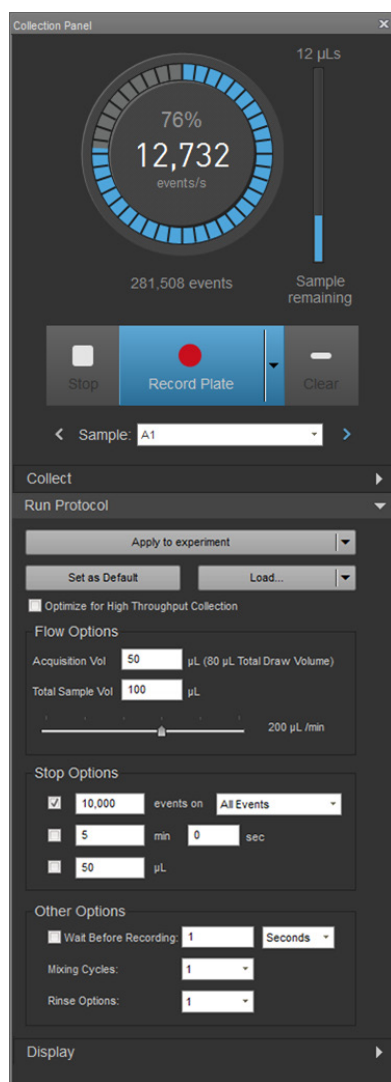 Collection Panel
12 µLs
76%
12,732
events/s
281,508 events
Sample
remaining
Stop
Record Plate
Clear
Sample: A1
Collect
Run Protocol
Apply to experiment
Set as Default Load...
Optimize for High Throughput Collection
Flow Options
Acquisition Vol 50 µL (80 µL Total Draw Volume)
Total Sample Vol 100 µL
200 µL /min
Stop Options
10,000 events on All Events
5 min 0 sec
50 µL
Other Options
Wait Before Recording: 1 Seconds
Mixing Cycles: 1
Rinse Options: 1
Display